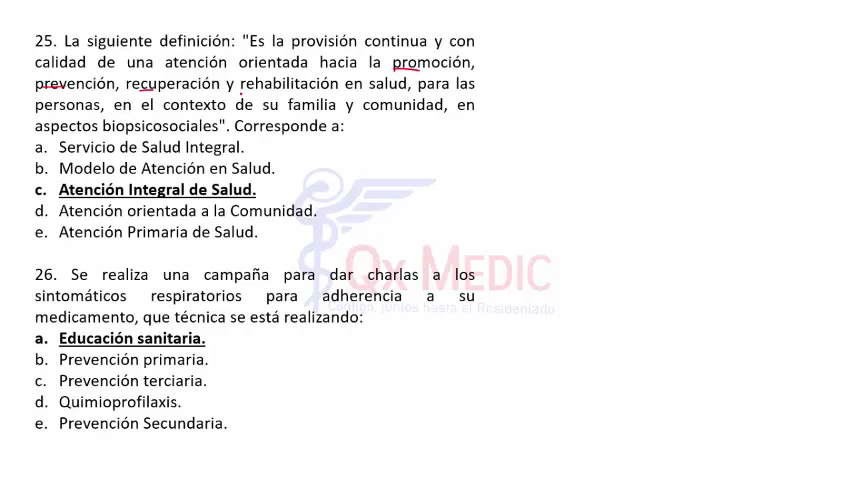 25. La siguiente definición: "Es la provisión continua y con
calidad de una atención orientada hacia la promoción,
prevención, recuperación y rehabilitación en salud, para las
personas, en el contexto de su familia y comunidad, en
aspectos biopsicosociales". Corresponde a:
a. Servicio de Salud Integral.
b. Modelo de Atención en Salud.
c. Atención Integral de Salud.
d. Atención orientada a la Comunidad.
e. Atención Primaria de Salud.
26. Se realiza una campaña para dar charlas a los
sintomáticos respiratorios para adherencia a su
medicamento, que técnica se está realizando:
a. Educación sanitaria.
b. Prevención primaria.
c. Prevención terciaria.
d. Quimioprofilaxis.
e. Prevención Secundaria.
QX MEDIC
juntos hasta el Residentado